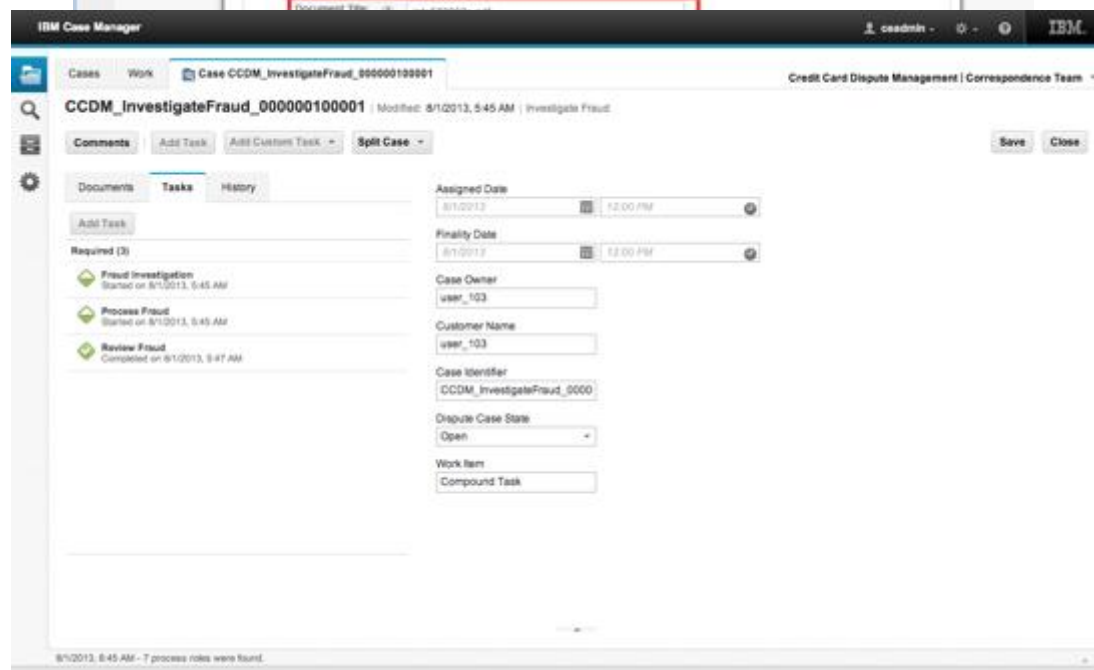 Document Title:
IBM Case Manager
ceadmin
IBM.
Cases Work Case CCDM_InvestigateFraud_000000100001
Credit Card Dispute Management | Correspondence Team
CCDM_InvestigateFraud_000000100001 | Modified: 8/1/2013, 5:45 AM | Investigate Fraud
Comments Add Task Add Custom Task Split Case Save Close
Documents Tasks History
Add Task
Required (3)
Fraud Investigation
Started on 8/1/2013, 5:45 AM
Process Fraud
Started on 8/1/2013, 5:45 AM
Review Fraud
Completed on 8/1/2013, 5:47 AM
Assigned Date
8/1/2013 12:00 PM
Finality Date
8/1/2013 12:00 PM
Case Owner
user_103
Customer Name
user_103
Case Identifier
CCDM_InvestigateFraud_0000
Dispute Case State
Open
Work Item
Compound Task
8/1/2013, 8:45 AM - 7 process roles were found.